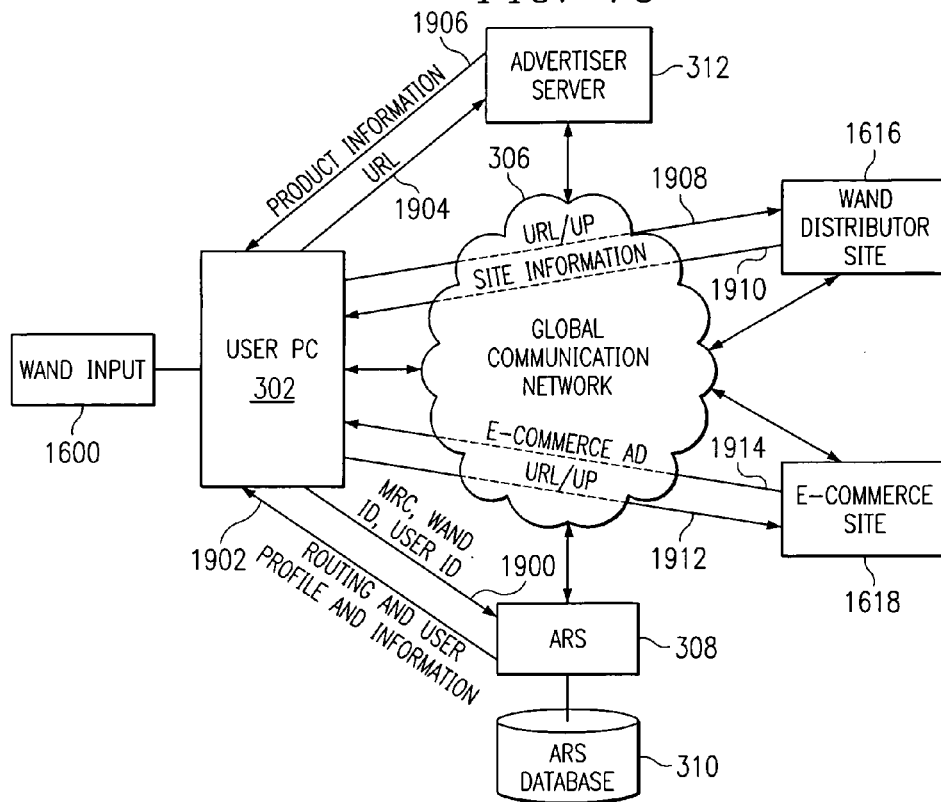 1906
ADVERTISER
SERVER
312
PRODUCT INFORMATION
URL
1904
306
1908
1616
URL/UP
WAND
DISTRIBUTOR
SITE
SITE INFORMATION
1910
USER PC
302
GLOBAL
COMMUNICATION
NETWORK
WAND INPUT
1600
E-COMMERCE AD
1914
URL/UP
E-COMMERCE
SITE
1912
1618
MRC, WAND
ID, USER ID
1900
1902
ROUTING AND USER
PROFILE AND INFORMATION
ARS
308
ARS
DATABASE
310